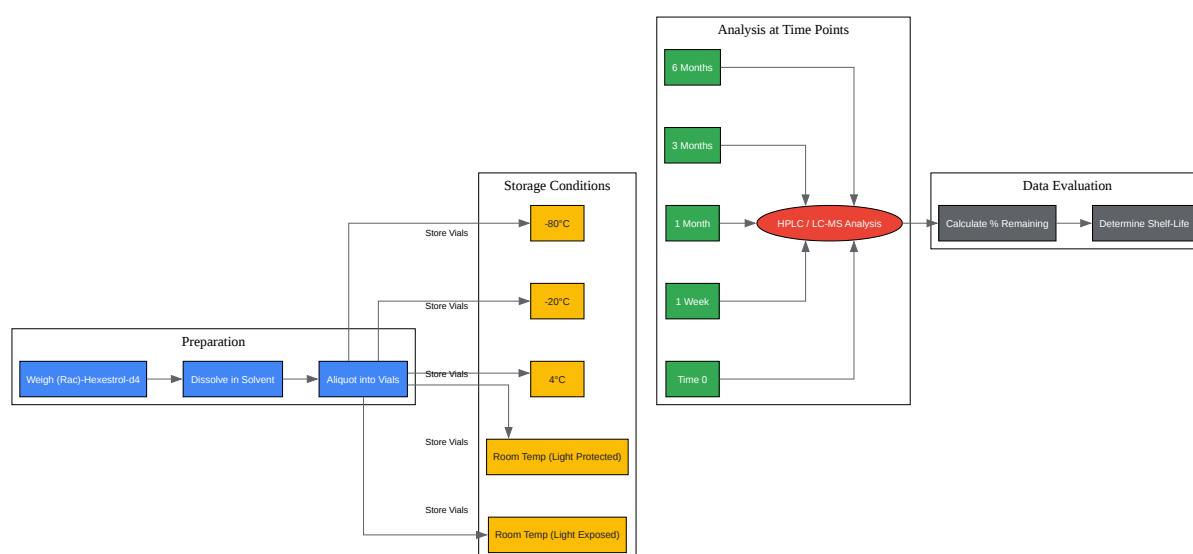 Preparation
Weigh (Rac)-Hexestrol-d4
Dissolve in Solvent
Aliquot into Vials
Store Vials
Store Vials
Store Vials
Store Vials
Store Vials
Storage Conditions
-80°C
-20°C
4°C
Room Temp (Light Protected)
Room Temp (Light Exposed)
Analysis at Time Points
6 Months
3 Months
1 Month
1 Week
Time 0
HPLC / LC-MS Analysis
Data Evaluation
Calculate % Remaining
Determine Shelf-Life